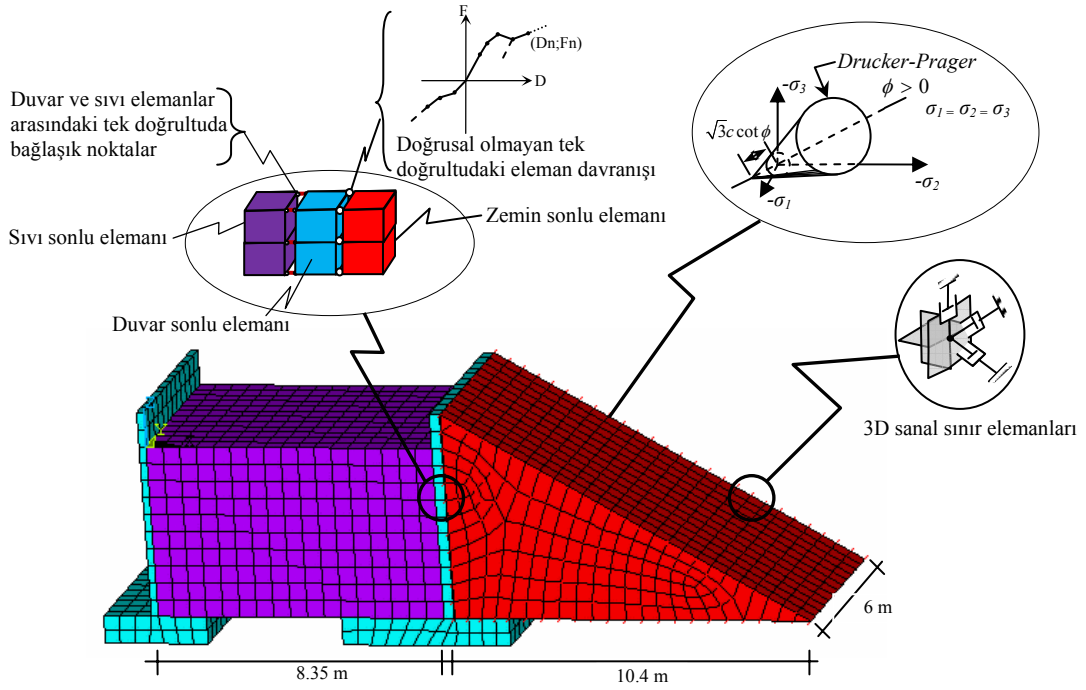 F
(Dn;Fn)
D
Duvar ve sıvı elemanlar
arasındaki tek doğrultuda
bağlaşık noktalar
Doğrusal olmayan tek
doğrultudaki eleman davranışı
Zemin sonlu elemanı
Sıvı sonlu elemanı
Duvar sonlu elemanı
Drucker-Prager
-σ3
ϕ > 0
σ1 = σ2 = σ3
√3c cot ϕ
-σ2
-σ1
3D sanal sınır elemanları
Y
6 m
8.35 m
10.4 m